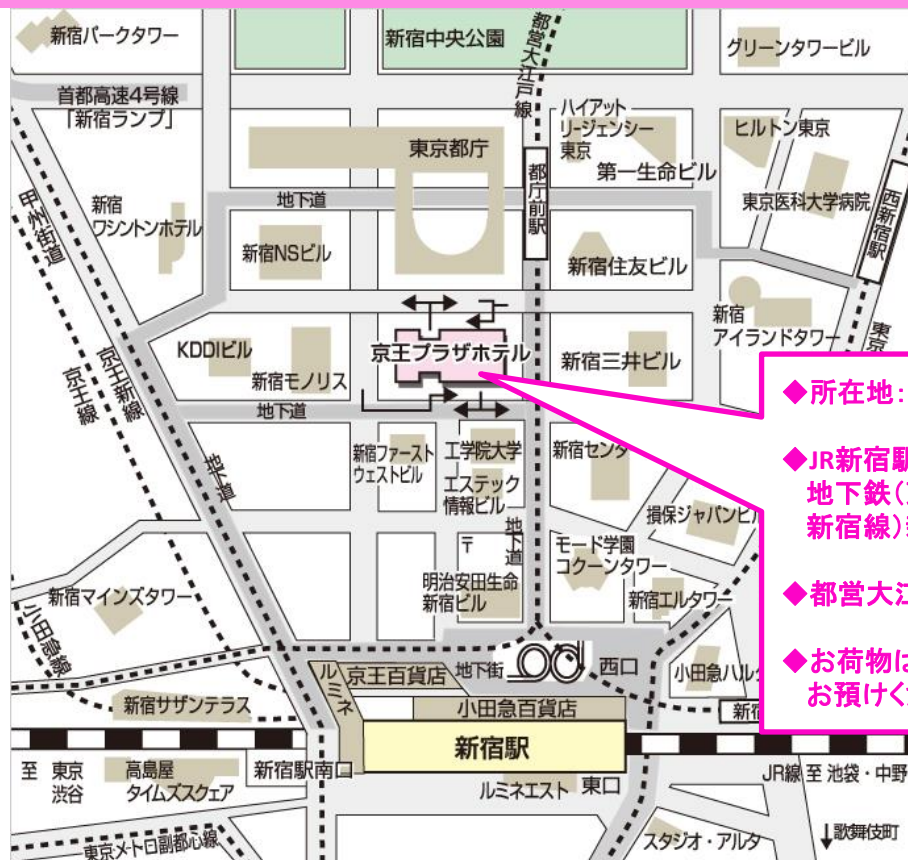 新宿パークタワー
新宿中央公園
都営大江戸線
グリーンタワービル
首都高速4号線
「新宿ランプ」
ハイアット
リージェンシー
東京
ヒルトン東京
東京都庁
第一生命ビル
都庁前駅
西新宿駅
甲州街道
新宿
ワシントンホテル
地下道
東京医科大学病院
新宿NSビル
新宿住友ビル
新宿
アイランドタワー
東京
KDDIビル
新宿モノリス
京王プラザホテル
新宿三井ビル
京王新線
京王線
地下道
◆所在地:
新宿ファースト
ウェストビル
工学院大学
エステック
情報ビル
新宿センタ
◆JR新宿駅
地下鉄(
新宿線)
地下道
地下道
損保ジャパンビル
〒
モード学園
コクーンタワー
明治安田生命
新宿ビル
新宿エルタワー
◆都営大江
新宿マインズタワー
小田急線
ルミネ
京王百貨店
地下街
西口
小田急ハルク
◆お荷物は
お預けく
新宿サザンテラス
小田急百貨店
新宿
新宿駅
至 東京
渋谷
高島屋
タイムズスクェア
新宿駅南口
ルミネエスト
東口
JR線 至 池袋・中野
東京メトロ副都心線
スタジオ・アルタ
↓歌舞伎町